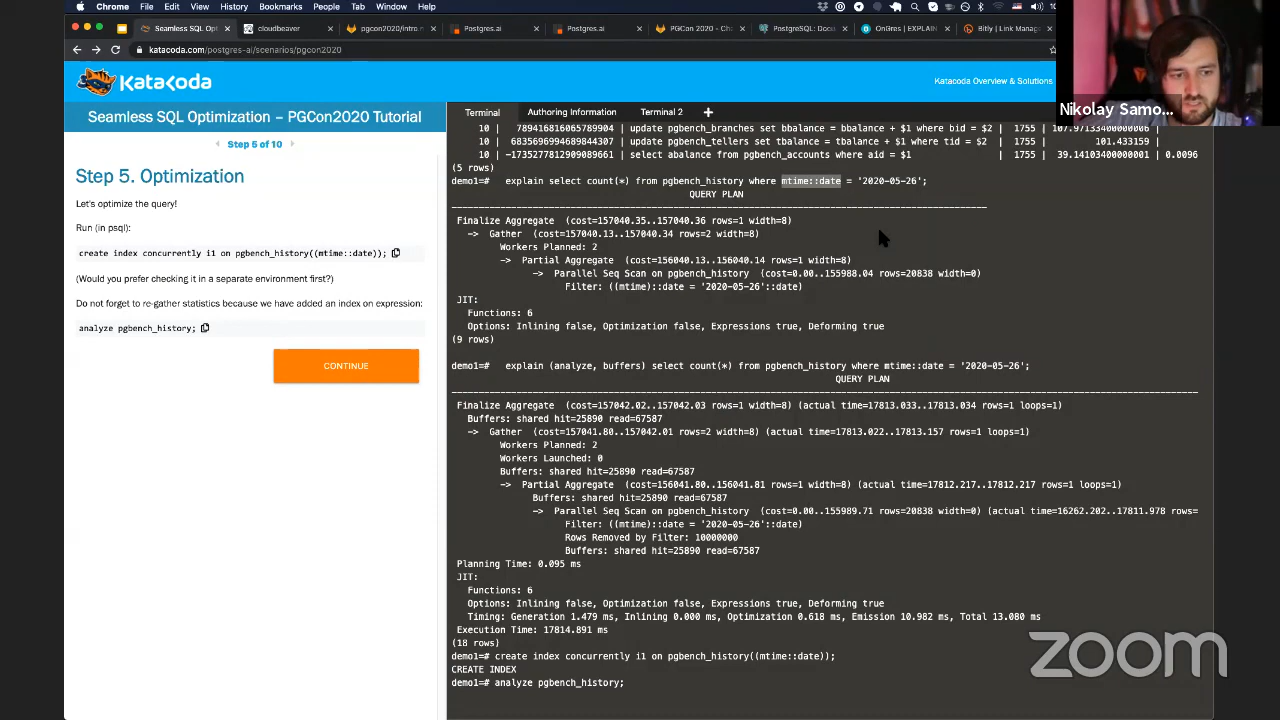 Chrome File Edit View History Bookmarks People Tab Window Help
Seamless SQL Optimization – PG
cloudbeaver
pgcon2020/intro.m
Postgres.ai
Postgres.ai
PGCon 2020 - Cha
PostgreSQL: Docu
OnGres | EXPLAIN
Bitly | Link Manage
katacoda.com/postgres-ai/scenarios/pgcon2020
Katacoda
Katacoda Overview & Solutions
Nikolay Samo...
Seamless SQL Optimization – PGCon2020 Tutorial
Step 5 of 10
Step 5. Optimization
Let's optimize the query!
Run (in psql):
create index concurrently i1 on pgbench_history((mtime::date));
(Would you prefer checking it in a separate environment first?)
Do not forget to re-gather statistics because we have added an index on expression:
analyze pgbench_history;
CONTINUE
Terminal Authoring Information Terminal 2 +
10 | 789416816065789904 | update pgbench_branches set bbalance = bbalance + $1 where bid = $2 | 1755 | 107.97133400000006 |
10 | 6835696994689844307 | update pgbench_tellers set tbalance = tbalance + $1 where tid = $2 | 1755 | 101.433159 |
10 | -1735277812909089661 | select abalance from pgbench_accounts where aid = $1 | 1755 | 39.14103400000001 | 0.0096
(5 rows)
demo1=# explain select count(*) from pgbench_history where mtime::date = '2020-05-26';
QUERY PLAN
Finalize Aggregate (cost=157040.35..157040.36 rows=1 width=8)
-> Gather (cost=157040.13..157040.34 rows=2 width=8)
Workers Planned: 2
-> Partial Aggregate (cost=156040.13..156040.14 rows=1 width=8)
-> Parallel Seq Scan on pgbench_history (cost=0.00..155988.04 rows=20838 width=0)
Filter: ((mtime)::date = '2020-05-26'::date)
JIT:
Functions: 6
Options: Inlining false, Optimization false, Expressions true, Deforming true
(9 rows)
demo1=# explain (analyze, buffers) select count(*) from pgbench_history where mtime::date = '2020-05-26';
QUERY PLAN
Finalize Aggregate (cost=157042.02..157042.03 rows=1 width=8) (actual time=17813.033..17813.034 rows=1 loops=1)
Buffers: shared hit=25890 read=67587
-> Gather (cost=157041.80..157042.01 rows=2 width=8) (actual time=17813.022..17813.157 rows=1 loops=1)
Workers Planned: 2
Workers Launched: 0
Buffers: shared hit=25890 read=67587
-> Partial Aggregate (cost=156041.80..156041.81 rows=1 width=8) (actual time=17812.217..17812.217 rows=1 loops=1)
Buffers: shared hit=25890 read=67587
-> Parallel Seq Scan on pgbench_history (cost=0.00..155989.71 rows=20838 width=0) (actual time=16262.202..17811.978 rows=
Filter: ((mtime)::date = '2020-05-26'::date)
Rows Removed by Filter: 10000000
Buffers: shared hit=25890 read=67587
Planning Time: 0.095 ms
JIT:
Functions: 6
Options: Inlining false, Optimization false, Expressions true, Deforming true
Timing: Generation 1.479 ms, Inlining 0.000 ms, Optimization 0.618 ms, Emission 10.982 ms, Total 13.080 ms
Execution Time: 17814.891 ms
(18 rows)
demo1=# create index concurrently i1 on pgbench_history((mtime::date));
CREATE INDEX
demo1=# analyze pgbench_history;
zoom